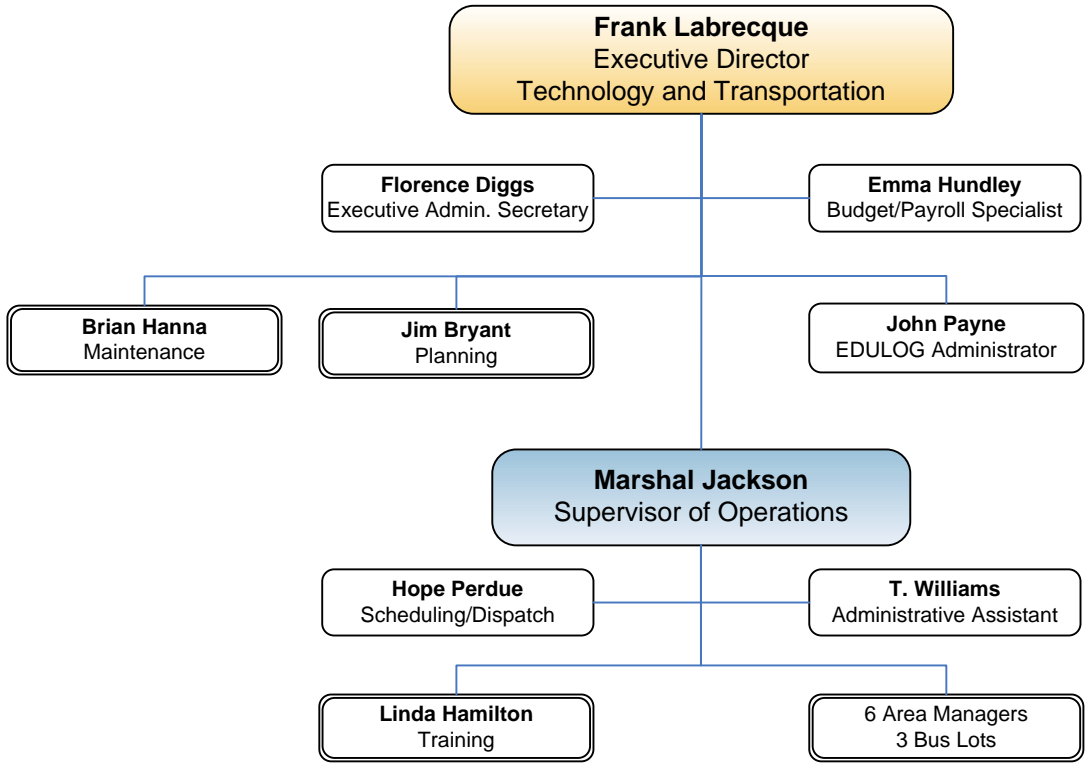 Frank Labrecque
Executive Director
Technology and Transportation
Florence Diggs
Executive Admin. Secretary
Emma Hundley
Budget/Payroll Specialist
Brian Hanna
Maintenance
Jim Bryant
Planning
John Payne
EDULOG Administrator
Marshal Jackson
Supervisor of Operations
Hope Perdue
Scheduling/Dispatch
T. Williams
Administrative Assistant
Linda Hamilton
Training
6 Area Managers
3 Bus Lots